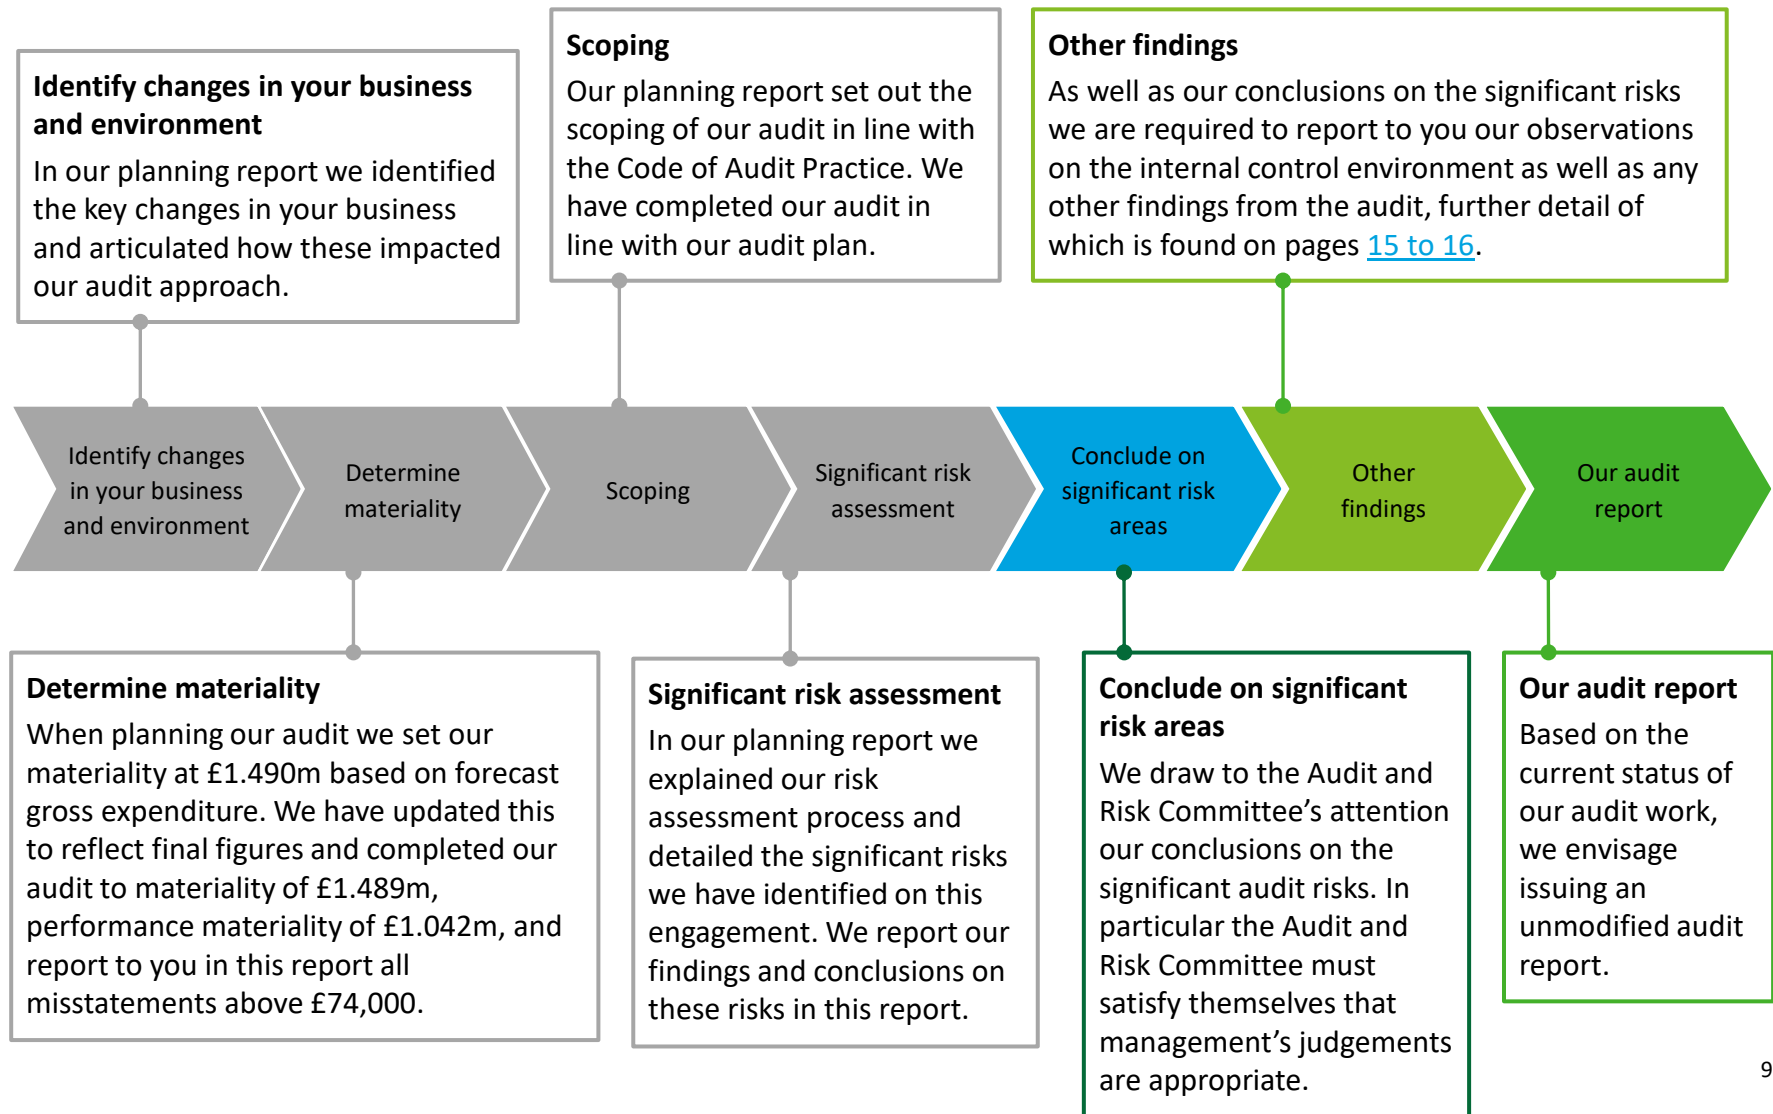 Identify changes in your business
and environment
In our planning report we identified
the key changes in your business
and articulated how these impacted
our audit approach.
Scoping
Our planning report set out the
scoping of our audit in line with
the Code of Audit Practice. We
have completed our audit in
line with our audit plan.
Other findings
As well as our conclusions on the significant risks
we are required to report to you our observations
on the internal control environment as well as any
other findings from the audit, further detail of
which is found on pages 15 to 16.
Identify changes
in your business
and environment
Determine
materiality
Scoping
Significant risk
assessment
Conclude on
significant risk
areas
Other
findings
Our audit
report
Determine materiality
When planning our audit we set our
materiality at £1.490m based on forecast
gross expenditure. We have updated this
to reflect final figures and completed our
audit to materiality of £1.489m,
performance materiality of £1.042m, and
report to you in this report all
misstatements above £74,000.
Significant risk assessment
In our planning report we
explained our risk
assessment process and
detailed the significant risks
we have identified on this
engagement. We report our
findings and conclusions on
these risks in this report.
Conclude on significant
risk areas
We draw to the Audit and
Risk Committee’s attention
our conclusions on the
significant audit risks. In
particular the Audit and
Risk Committee must
satisfy themselves that
management’s judgements
are appropriate.
Our audit report
Based on the
current status of
our audit work,
we envisage
issuing an
unmodified audit
report.
9